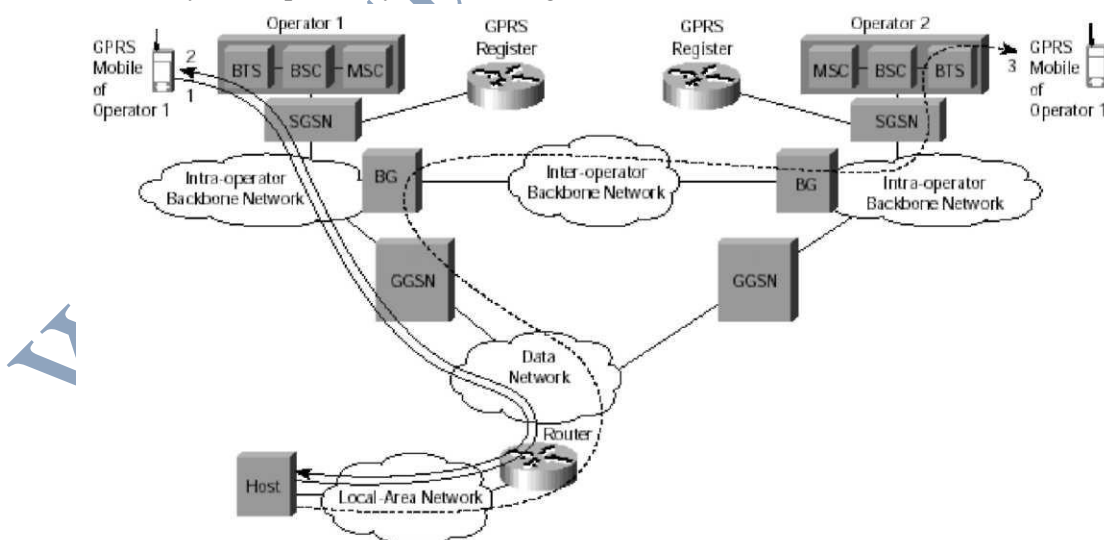 Operator 1
GPRS
Register
GPRS
Register
Operator 2
GPRS
Mobile
of
Operator 1
2
1
BTS
BSC
MSC
MSC
BSC
BTS
3
GPRS
Mobile
of
Operator 1
SGSN
SGSN
Intra-operator
Backbone Network
BG
Inter-operator
Backbone Network
BG
Intra-operator
Backbone Network
GGSN
GGSN
Data
Network
Router
Host
Local-Area Network